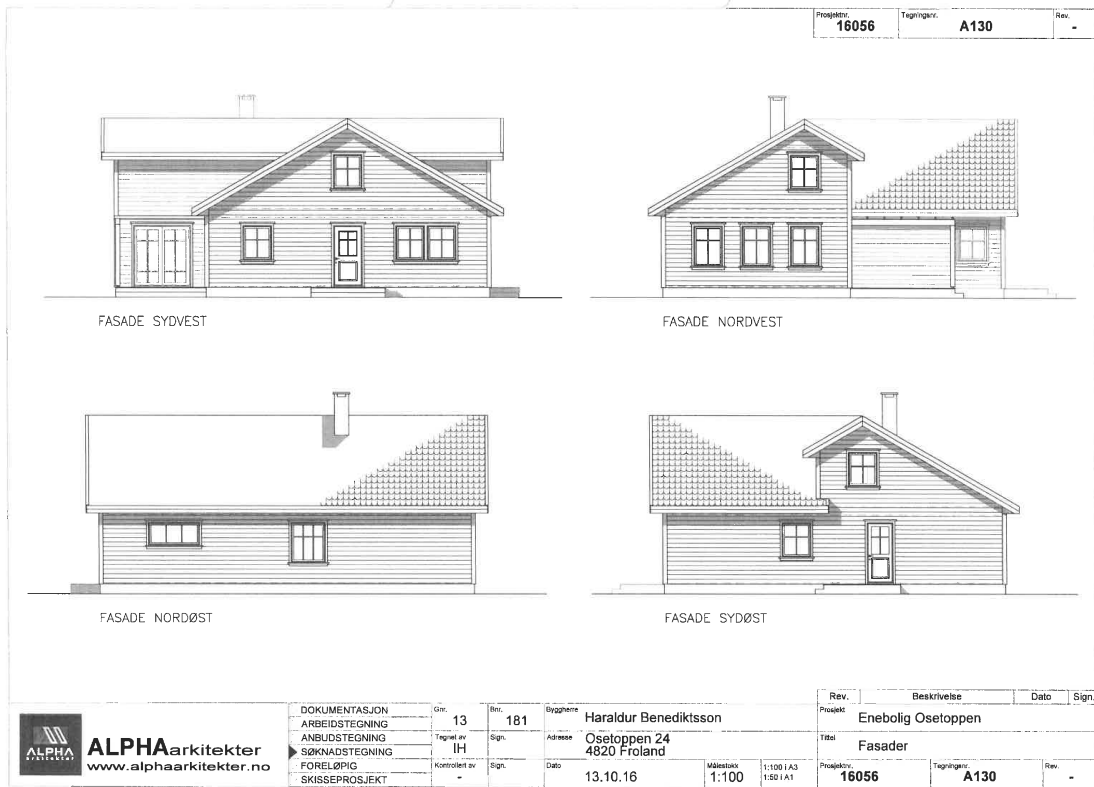 Prosjektnr. Tegningsnr. Rev.
16056 A130 -
FASADE SYDVEST
FASADE NORDVEST
FASADE NORDØST
FASADE SYDØST
Rev. Beskrivelse Dato Sign.
ALPHA
arkitekter
ALPHAarkitekter
www.alphaarkitekter.no
DOKUMENTASJON
ARBEIDSTEGNING
ANBUDSTEGNING
SØKNADSTEGNING
FORELØPIG
SKISSEPROSJEKT
Gnr. Bnr.
13 181
Tegnet av Sign.
IH
Kontrollert av Sign.
-
Byggherre Haraldur Benediktsson
Adresse Osetoppen 24
4820 Froland
Dato Målestokk 1:100 i A3
13.10.16 1:100 1:50 i A1
Prosjekt
Enebolig Osetoppen
Tittel
Fasader
Prosjektnr. Tegningsnr. Rev.
16056 A130 -